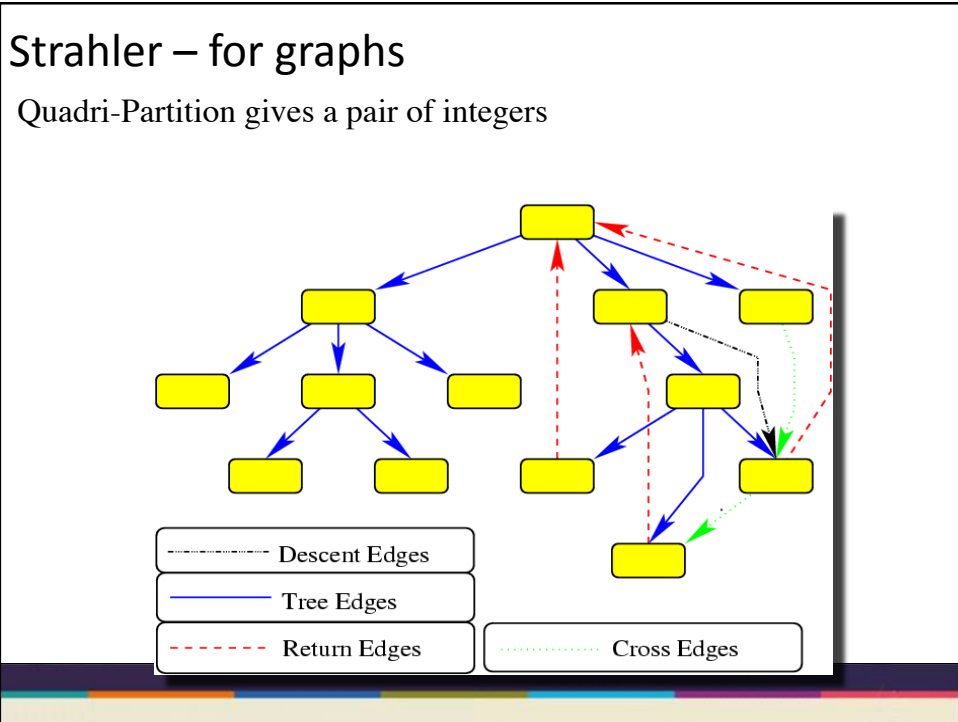 Strahler – for graphs
Quadri-Partition gives a pair of integers
Descent Edges
Tree Edges
Return Edges
Cross Edges